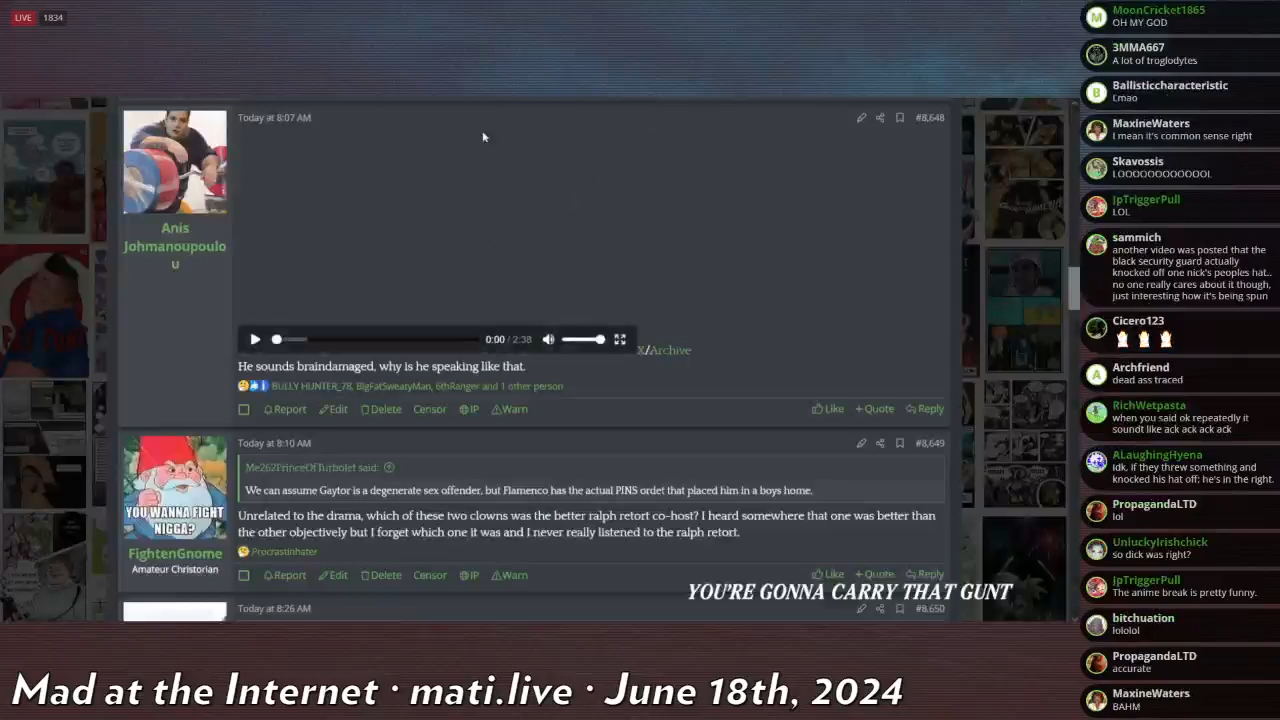 LIVE 1834
Today at 8:07 AM
#8,648
Anis
Johmanoupoulo
u
0:00 / 2:38
X/Archive
He sounds braindamaged, why is he speaking like that.
BULLY HUNTER_78, BigFatSweatyMan, 6thRanger and 1 other person
Report Edit Delete Censor IP Warn
Like +Quote Reply
Today at 8:10 AM
#8,649
Me262PrinceOfTurbolet said:
We can assume Gaytor is a degenerate sex offender, but Flamenco has the actual PINS ordet that placed him in a boys home.
YOU WANNA FIGHT
NIGGA?
FightenGnome
Amateur Christorian
Unrelated to the drama, which of these two clowns was the better ralph retort co-host? I heard somewhere that one was better than
the other objectively but I forget which one it was and I never really listened to the ralph retort.
Procrastinhater
Report Edit Delete Censor IP Warn
Like +Quote Reply
YOU'RE GONNA CARRY THAT GUNT
Today at 8:26 AM
#8,650
Mad at the Internet · mati.live · June 18th, 2024
MoonCricket1865
OH MY GOD
3MMA667
A lot of troglodytes
Ballisticcharacteristic
Lmao
MaxineWaters
I mean it's common sense right
Skavossis
LOOOOOOOOOOOOL
JpTriggerPull
LOL
sammich
another video was posted that the
black security guard actually
knocked off one nick's peoples hat..
no one really cares about it though,
just interesting how it's being spun
Cicero123
Archfriend
dead ass traced
RichWetpasta
when you said ok repeatedly it
soundt like ack ack ack ack
ALaughingHyena
idk, if they threw something and
knocked his hat off; he's in the right.
PropagandaLTD
lol
UnluckyIrishchick
so dick was right?
JpTriggerPull
The anime break is pretty funny.
bitchuation
lololol
PropagandaLTD
accurate
MaxineWaters
BAHM